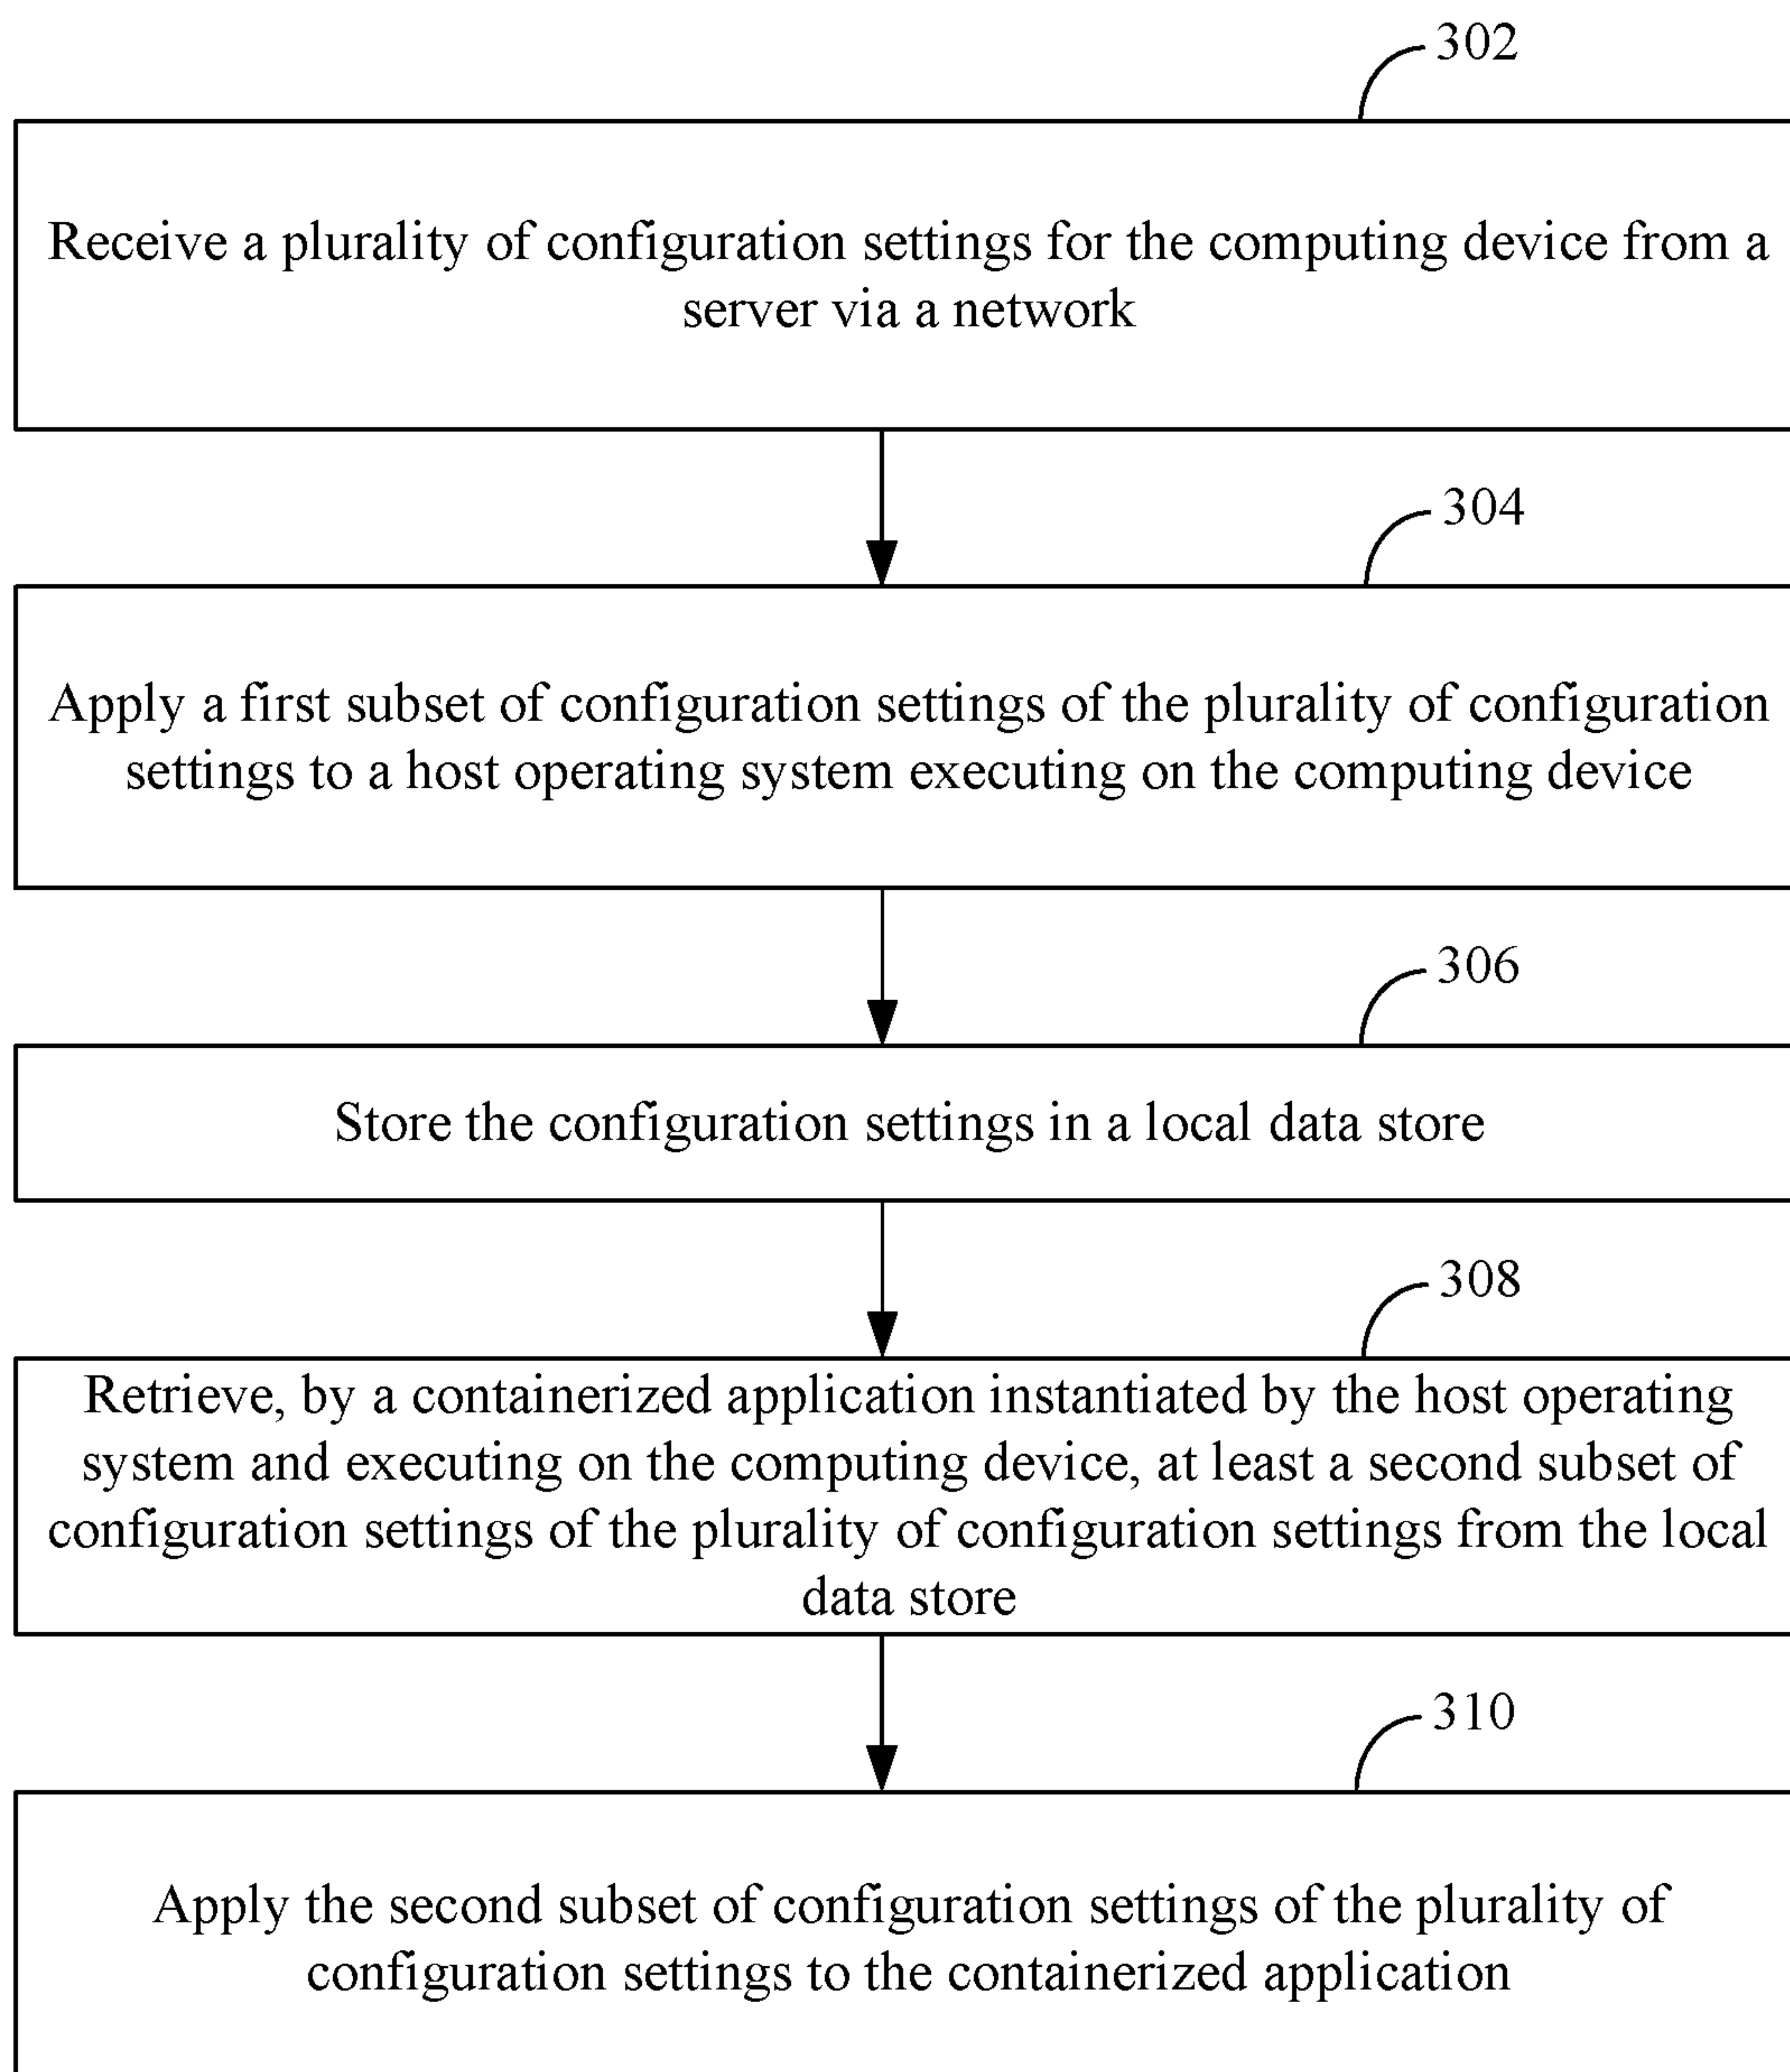 302
Receive a plurality of configuration settings for the computing device from a
server via a network
304
Apply a first subset of configuration settings of the plurality of configuration
settings to a host operating system executing on the computing device
306
Store the configuration settings in a local data store
308
Retrieve, by a containerized application instantiated by the host operating
system and executing on the computing device, at least a second subset of
configuration settings of the plurality of configuration settings from the local
data store
310
Apply the second subset of configuration settings of the plurality of
configuration settings to the containerized application